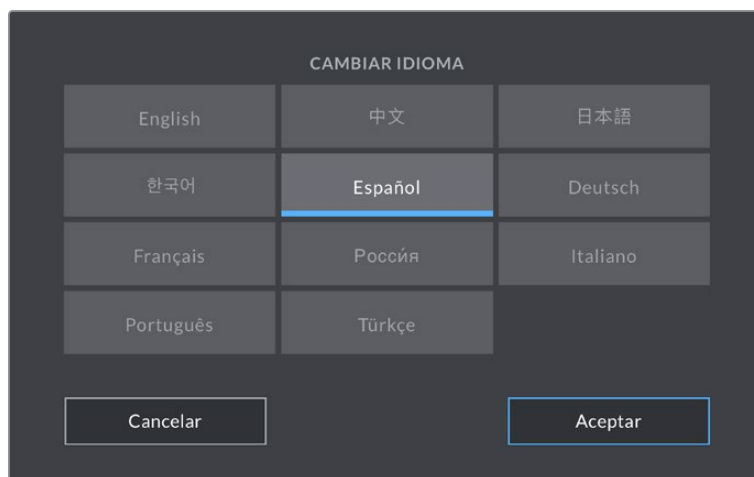 CAMBIAR IDIOMA
English 中文 日本語
한국어 Español Deutsch
Français Росси́я Italiano
Português Türkçe
Cancelar Aceptar